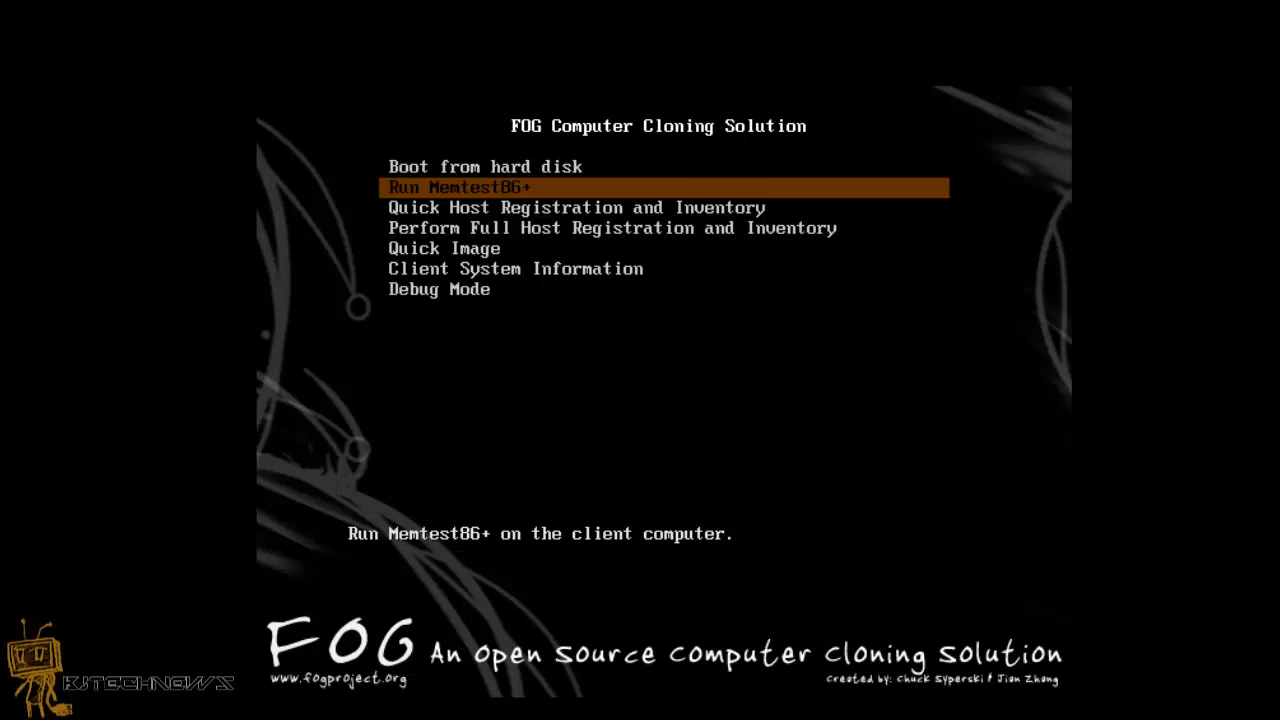 FOG Computer Cloning Solution
Boot from hard disk
Run Memtest86+
Quick Host Registration and Inventory
Perform Full Host Registration and Inventory
Quick Image
Client System Information
Debug Mode
Run Memtest86+ on the client computer.
FOG An open source computer cloning solution
www.fogproject.org
Created by: Chuck Syperski & Jian Zhang
BJTECHNEWS